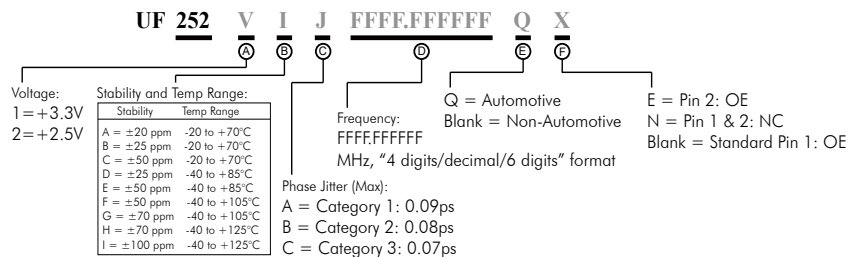 UF 252 V I J FFFF.FFFFFF Q X
A B C D E F
Voltage:
1=+3.3V
2=+2.5V
Stability and Temp Range:
Stability Temp Range
A = ±20 ppm -20 to +70°C
B = ±25 ppm -20 to +70°C
C = ±50 ppm -20 to +70°C
D = ±25 ppm -40 to +85°C
E = ±50 ppm -40 to +85°C
F = ±50 ppm -40 to +105°C
G = ±70 ppm -40 to +105°C
H = ±70 ppm -40 to +125°C
I = ±100 ppm -40 to +125°C
Phase Jitter (Max):
A = Category 1: 0.09ps
B = Category 2: 0.08ps
C = Category 3: 0.07ps
Frequency:
FFFF.FFFFFF
MHz, “4 digits/decimal/6 digits” format
Q = Automotive
Blank = Non-Automotive
E = Pin 2: OE
N = Pin 1 & 2: NC
Blank = Standard Pin 1: OE